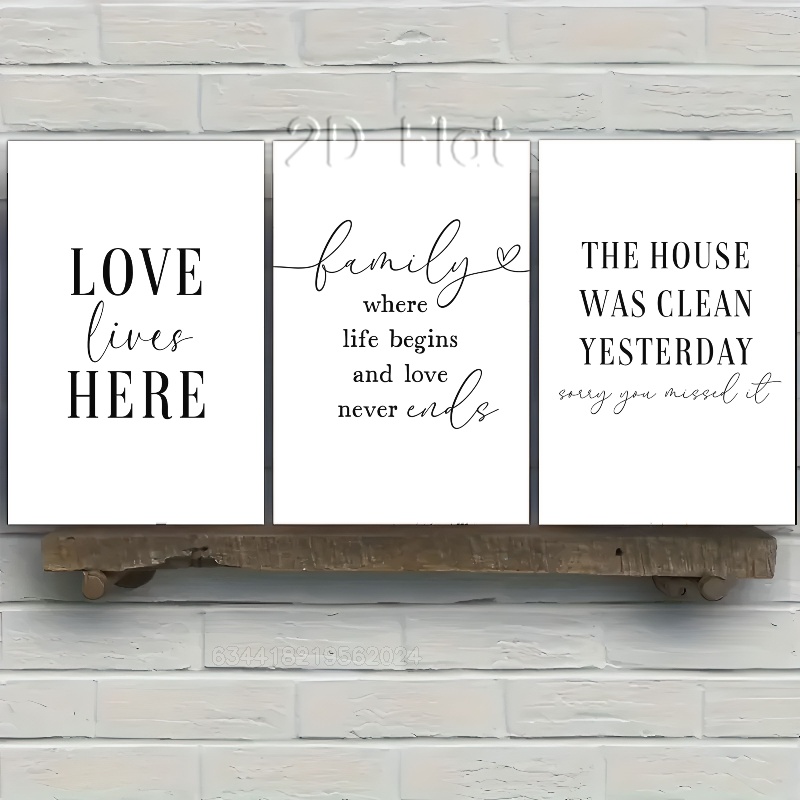 2D Flat
LOVE
lives
HERE
family
where
life begins
and love
never ends
THE HOUSE
WAS CLEAN
YESTERDAY
sorry you missed it
634418219562024